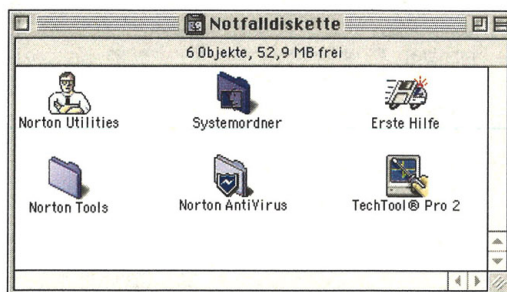 Notfalldiskette
6 Objekte, 52,9 MB frei
Norton Utilities Systemordner Erste Hilfe
Norton Tools Norton AntiVirus TechTool® Pro 2